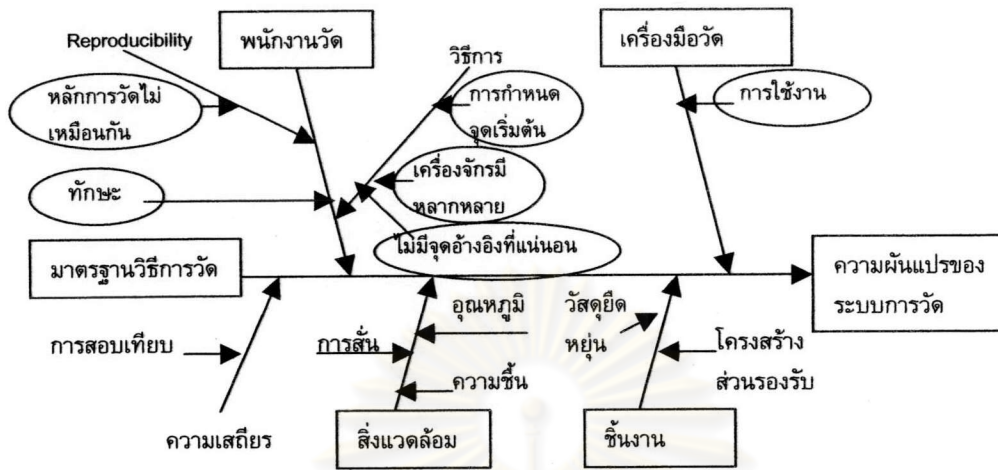 Reproducibility
พนักงานวัด
วิธีการ
เครื่องมือวัด
หลักการวัดไม่
เหมือนกัน
การกำหนด
จุดเริ่มต้น
การใช้งาน
ทักษะ
เครื่องจักรมี
หลากหลาย
ไม่มีจุดอ้างอิงที่แน่นอน
มาตรฐานวิธีการวัด
ความผันแปรของ
ระบบการวัด
การสอบเทียบ
ความเสถียร
การสั่น
อุณหภูมิ
ความชื้น
สิ่งแวดล้อม
วัสดุยืด
หยุ่น
โครงสร้าง
ส่วนรองรับ
ชิ้นงาน